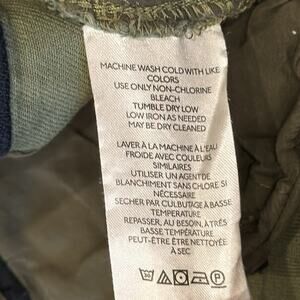 MACHINE WASH COLD WITH LIKE
COLORS
USE ONLY NON-CHLORINE
BLEACH
TUMBLE DRY LOW
LOW IRON AS NEEDED
MAY BE DRY CLEANED
LAVER À LA MACHINE À L'EAU
FROIDE AVEC COULEURS
SIMILAIRES
UTILISER UN AGENT DE
BLANCHIMENT SANS CHLORE. SI
NÉCESSAIRE
SECHER PAR CULBUTAGE À BASSE
TEMPERATURE
REPASSER, AU BESOIN, À TRÈS
BASSE TEMPÉRATURE
PEUT-ÊTRE ÊTRE NETTOYÉE
À SEC